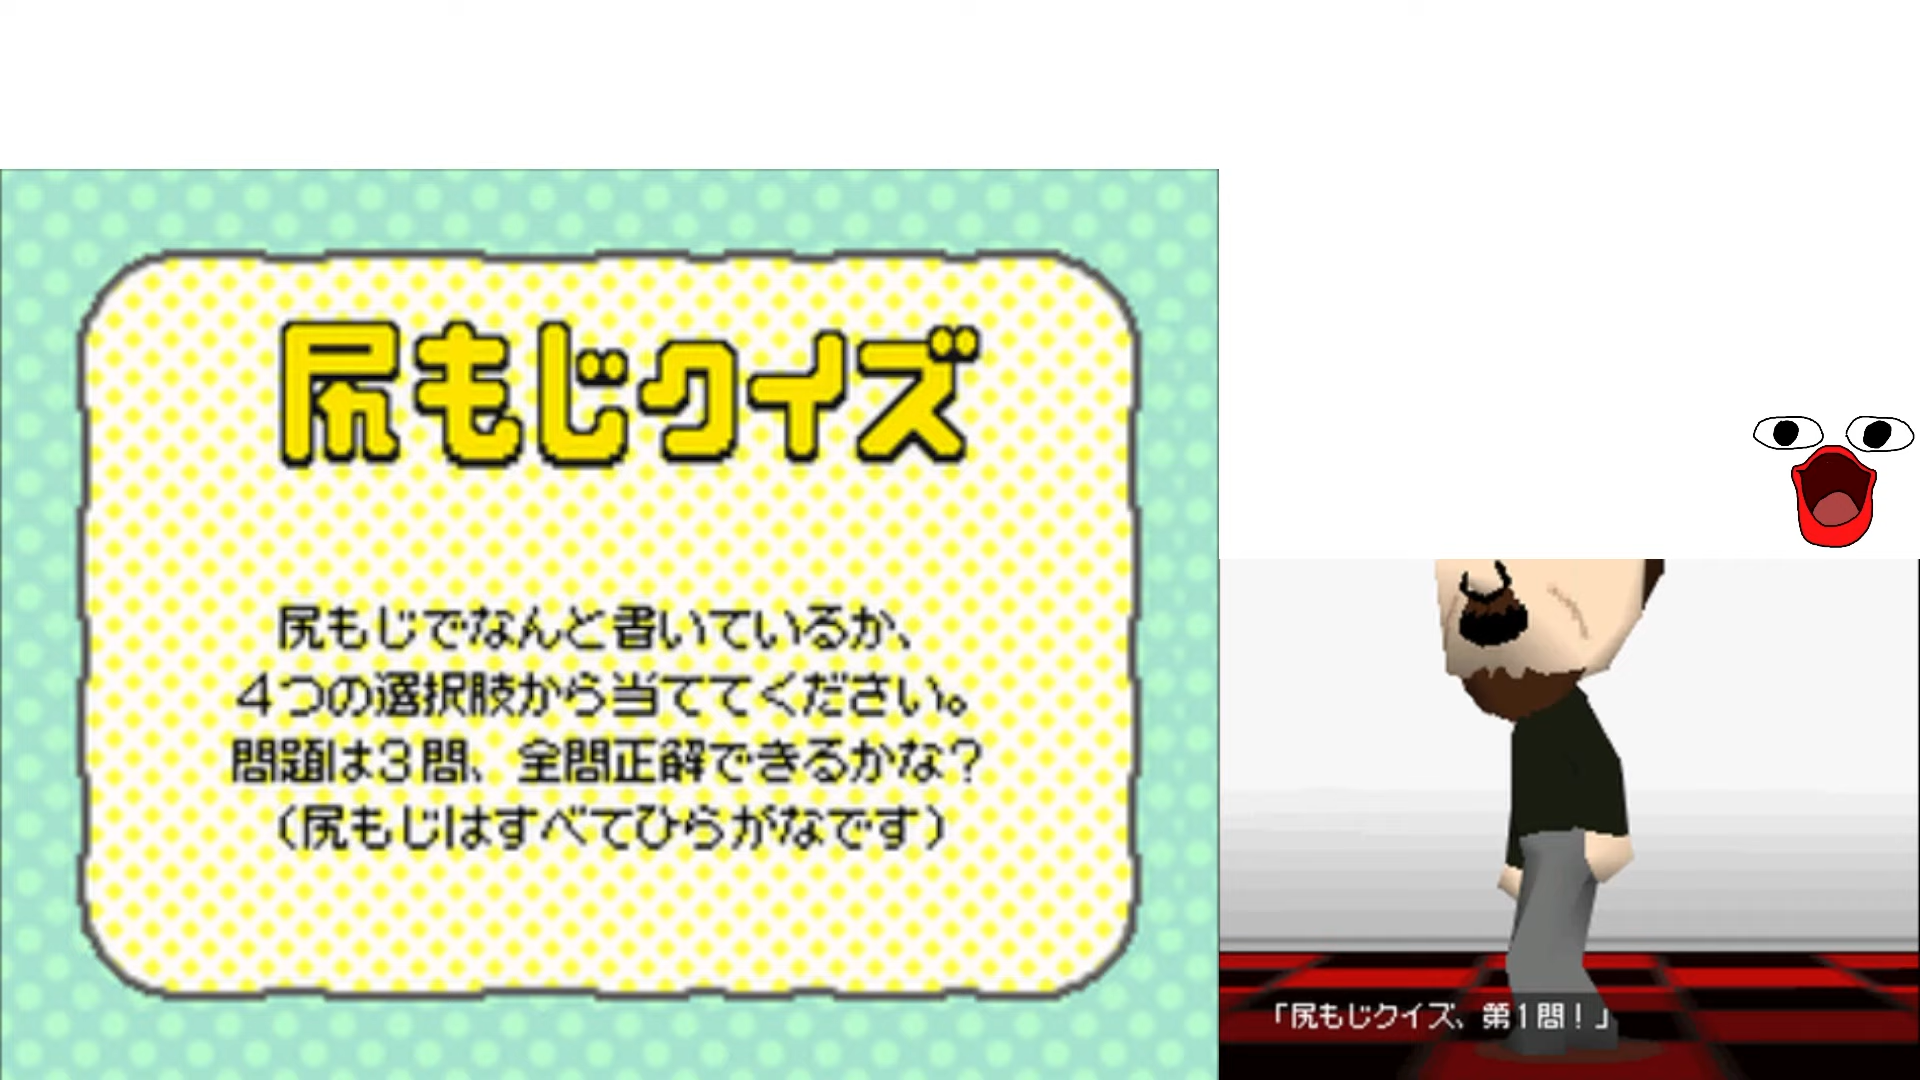 尻もじクイズ
尻もじでなんと書いているか、
４つの選択肢から当ててください。
問題は３問、全問正解できるかな？
（尻もじはすべてひらがなです）
「尻もじクイズ、第１問！」